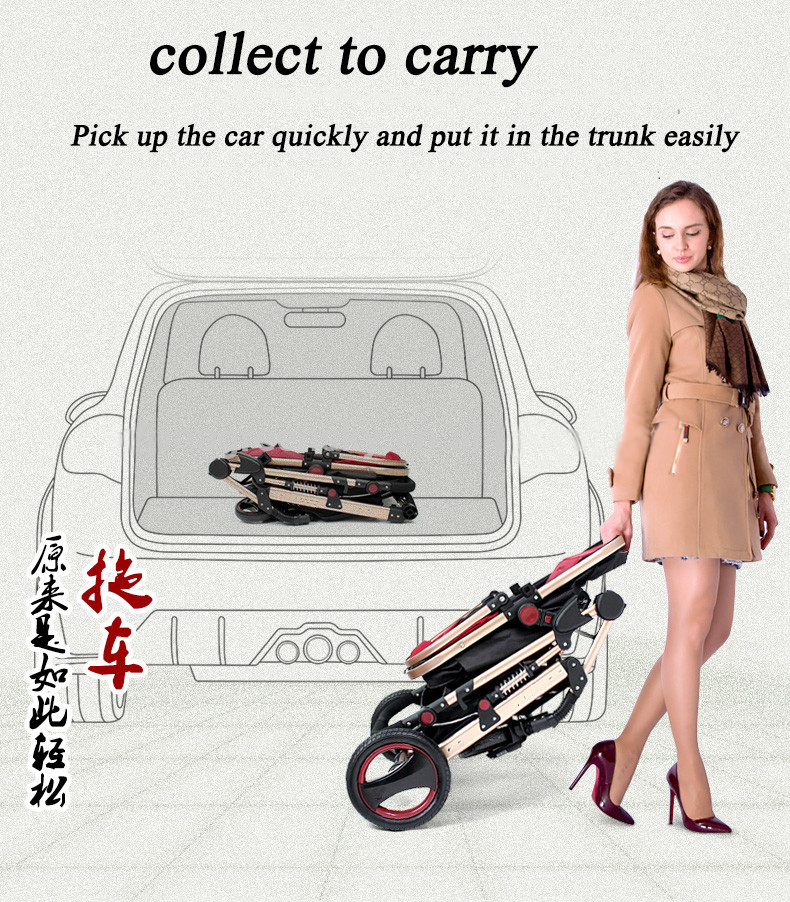 collect to carry
Pick up the car quickly and put it in the trunk easily
拖车
原来是如此轻松